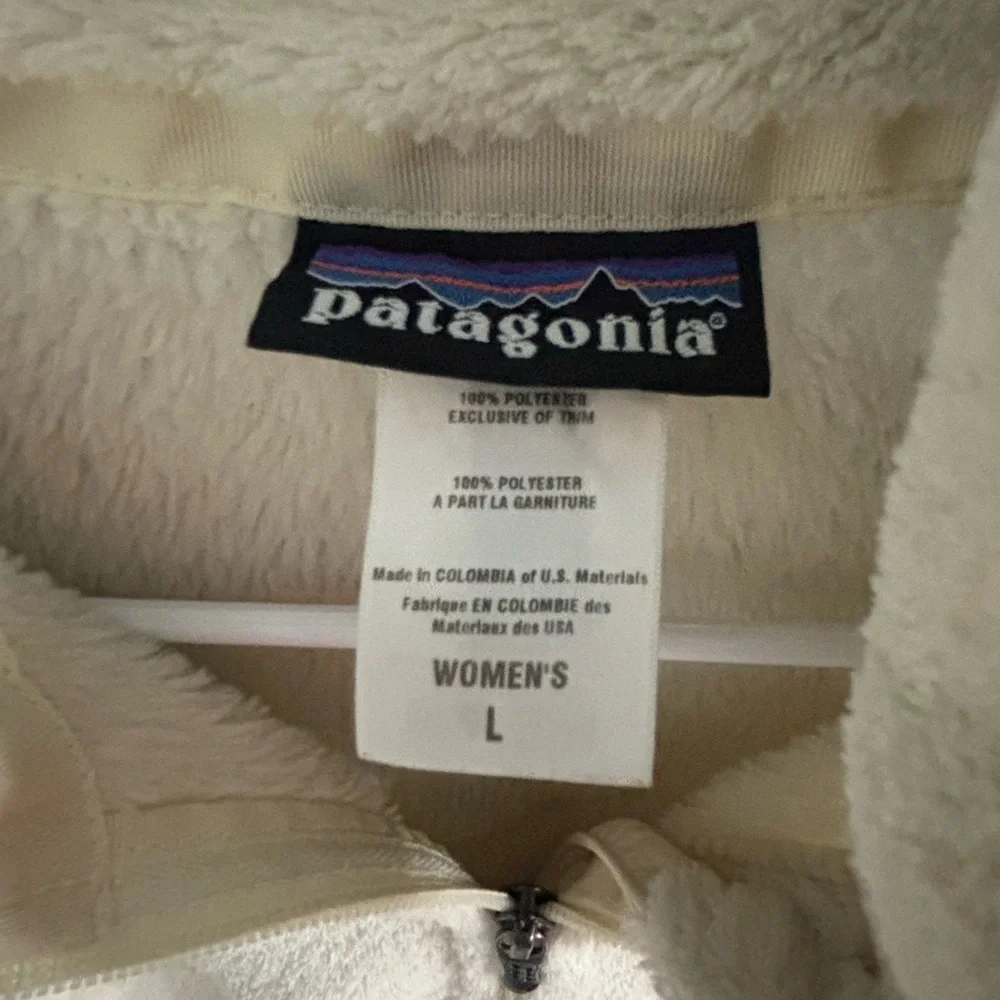 patagonia®
100% POLYESTER
EXCLUSIVE OF TRIM
100% POLYESTER
A PART LA GARNITURE
Made in COLOMBIA of U.S. Materials
Fabrique EN COLOMBIE des
Materiaux des USA
WOMEN'S
L